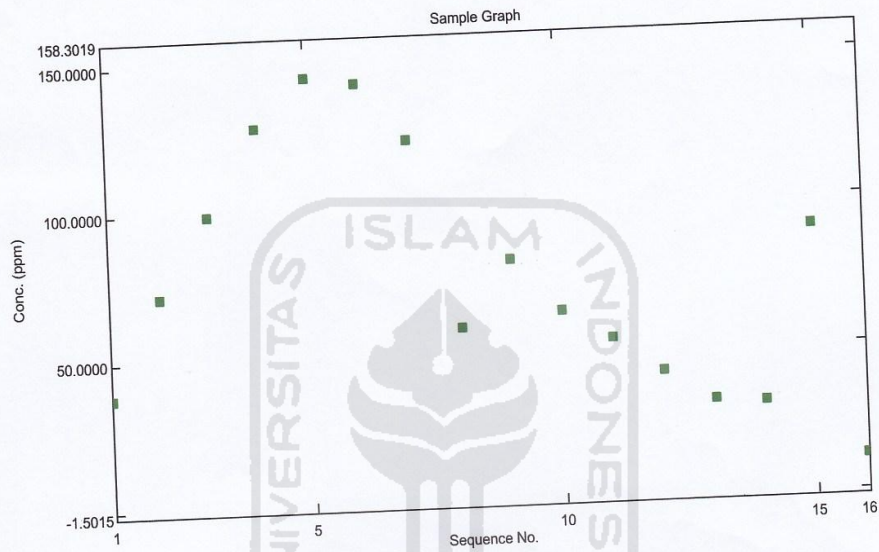 Sample Graph
158.3019
150.0000
100.0000
50.0000
-1.5015
Conc. (ppm)
1
5
10
15
16
Sequence No.
ISLAM
UNIVERSITAS
INDONES